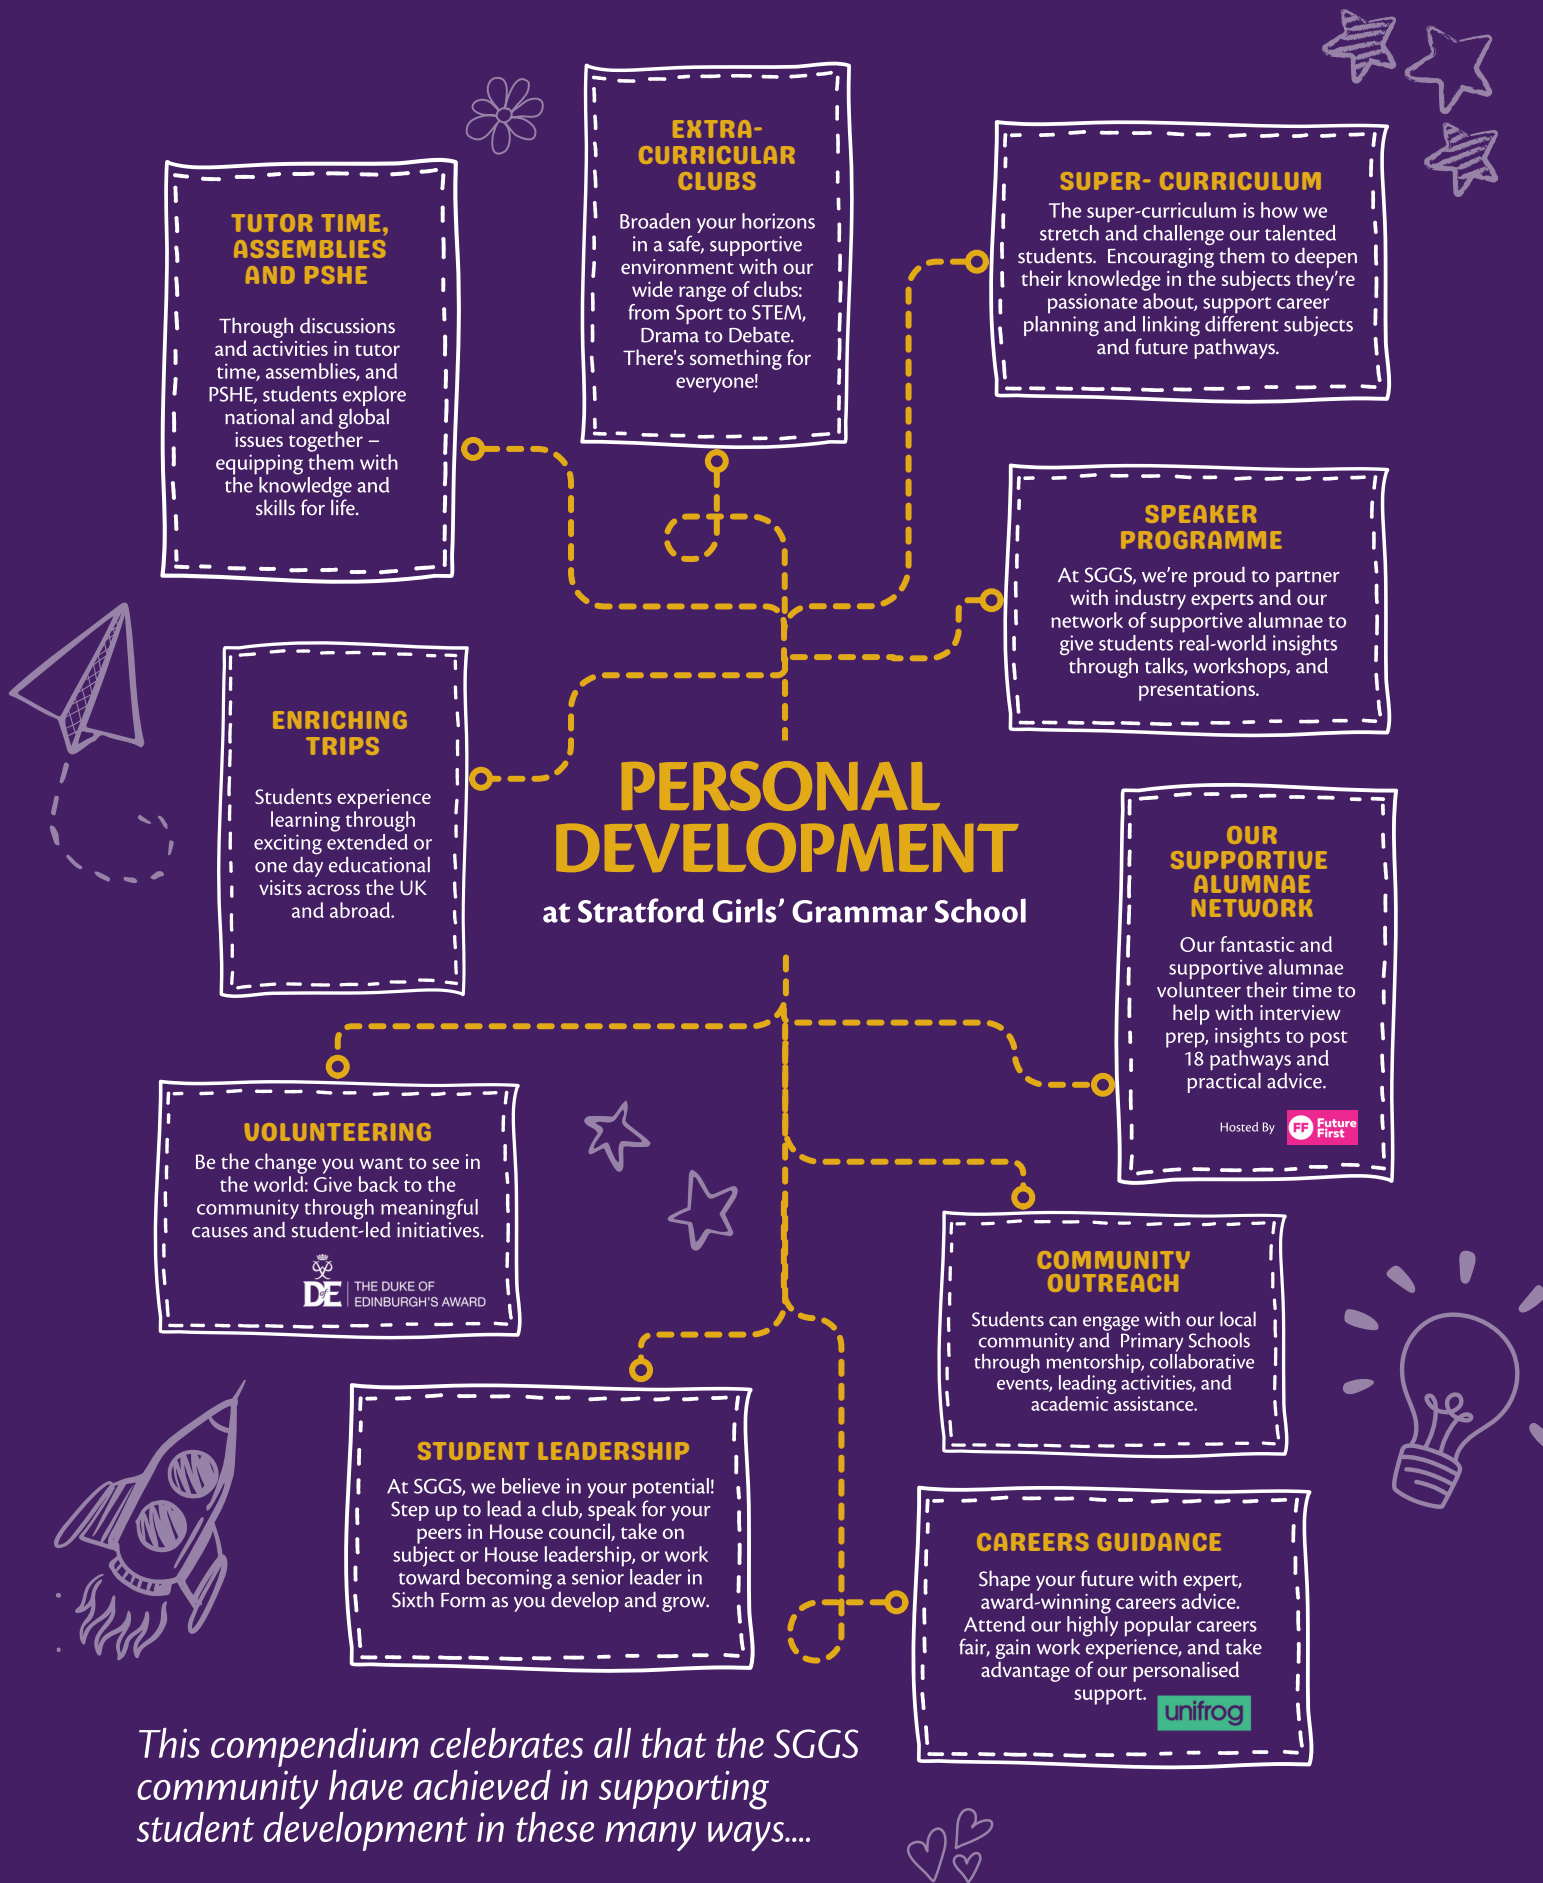 EXTRA-
CURRICULAR
CLUBS
Broaden your horizons
in a safe, supportive
environment with our
wide range of clubs:
from Sport to STEM,
Drama to Debate.
There's something for
everyone!
SUPER- CURRICULUM
The super-curriculum is how we
stretch and challenge our talented
students. Encouraging them to deepen
their knowledge in the subjects they're
passionate about, support career
planning and linking different subjects
and future pathways.
TUTOR TIME,
ASSEMBLIES
AND PSHE
Through discussions
and activities in tutor
time, assemblies, and
PSHE, students explore
national and global
issues together –
equipping them with
the knowledge and
skills for life.
SPEAKER
PROGRAMME
At SGGS, we're proud to partner
with industry experts and our
network of supportive alumnae to
give students real-world insights
through talks, workshops, and
presentations.
ENRICHING
TRIPS
Students experience
learning through
exciting extended or
one day educational
visits across the UK
and abroad.
PERSONAL
DEVELOPMENT
at Stratford Girls' Grammar School
OUR
SUPPORTIVE
ALUMNAE
NETWORK
Our fantastic and
supportive alumnae
volunteer their time to
help with interview
prep, insights to post
18 pathways and
practical advice.
Hosted By
FF Future
First
VOLUNTEERING
Be the change you want to see in
the world: Give back to the
community through meaningful
causes and student-led initiatives.
DofE THE DUKE OF
EDINBURGH'S AWARD
COMMUNITY
OUTREACH
Students can engage with our local
community and Primary Schools
through mentorship, collaborative
events, leading activities, and
academic assistance.
STUDENT LEADERSHIP
At SGGS, we believe in your potential!
Step up to lead a club, speak for your
peers in House council, take on
subject or House leadership, or work
toward becoming a senior leader in
Sixth Form as you develop and grow.
CAREERS GUIDANCE
Shape your future with expert,
award-winning careers advice.
Attend our highly popular careers
fair, gain work experience, and take
advantage of our personalised
support.
unifrog
This compendium celebrates all that the SGGS
community have achieved in supporting
student development in these many ways....